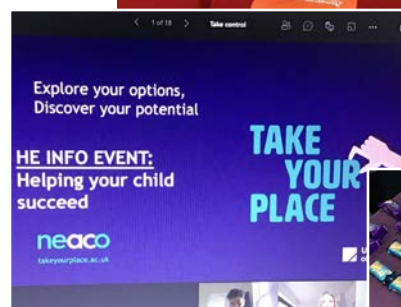 1 of 18
Take control
Explore your options,
Discover your potential
TAKE
YOUR
PLACE
HE INFO EVENT:
Helping your child
succeed
neaco
takeyourplace.ac.uk